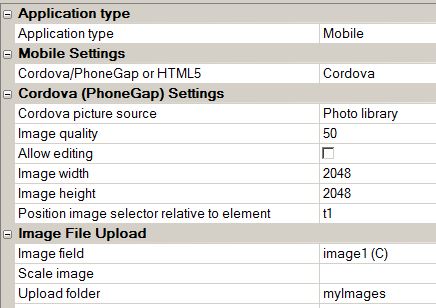 Application type
Application type Mobile
Mobile Settings
Cordova/PhoneGap or HTML5 Cordova
Cordova (PhoneGap) Settings
Cordova picture source Photo library
Image quality 50
Allow editing
Image width 2048
Image height 2048
Position image selector relative to element t1
Image File Upload
Image field image1 (C)
Scale image
Upload folder myImages